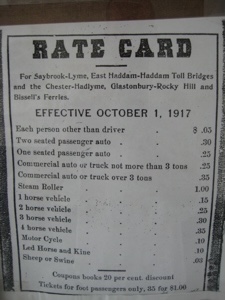 RATE CARD
For Saybrook-Lyme, East Haddam-Haddam Toll Bridges
and the Chester-Hadlyme, Glastonbury-Rocky Hill and
Bissell's Ferries.
EFFECTIVE OCTOBER 1, 1917
Each person other than driver . $ .05
Two seated passenger auto . . .30
One seated passenger auto . . .25
Commercial auto or truck not more than 3 tons .25
Commercial auto or truck over 3 tons . .35
Steam Roller . . . 1.00
1 horse vehicle . . . .15
2 horse vehicle . . . .25
3 horse vehicle . . . .30
4 horse vehicle . . . .35
Motor Cycle . . . .10
Led Horse and Kine . . . .10
Sheep or Swine . . . .03
Coupons books 20 per cent. discount
Tickets for foot passengers only, 35 for $1.00